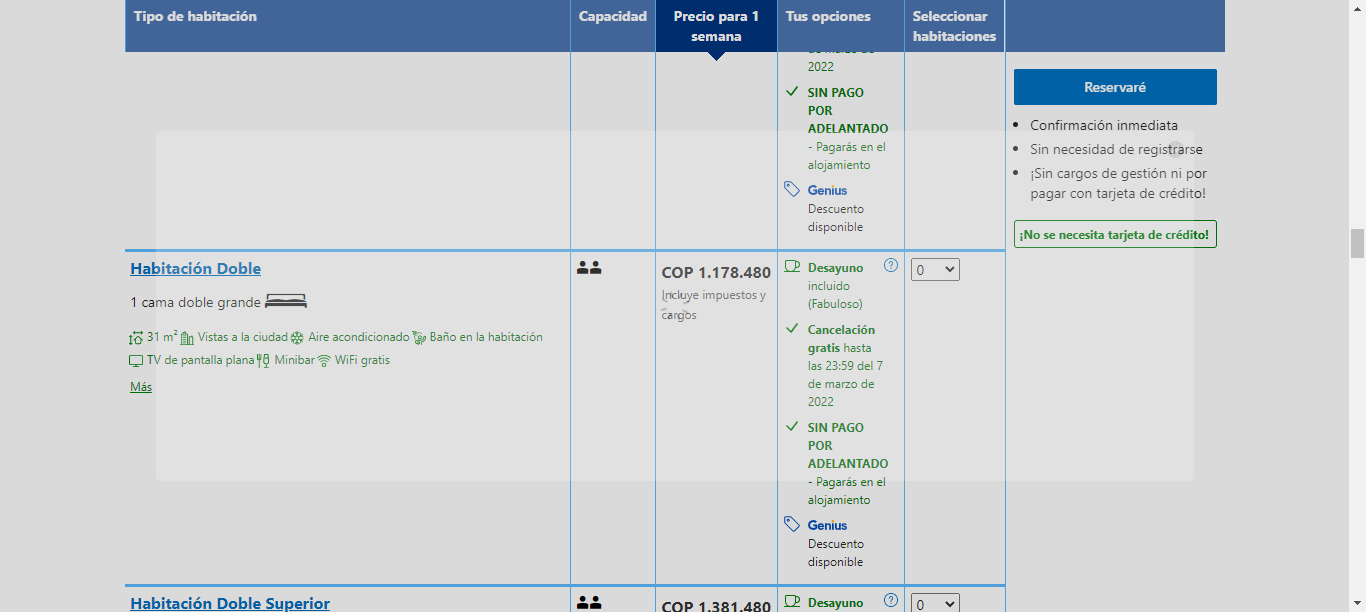 Tipo de habitación
Capacidad
Precio para 1
semana
Tus opciones
Seleccionar
habitaciones
2022
SIN PAGO
POR
ADELANTADO
- Pagarás en el
alojamiento
Genius
Descuento
disponible
Reservaré
• Confirmación inmediata
• Sin necesidad de registrarse
• ¡Sin cargos de gestión ni por
pagar con tarjeta de crédito!
¡No se necesita tarjeta de crédito!
Habitación Doble
1 cama doble grande
31 m² Vistas a la ciudad Aire acondicionado Baño en la habitación
TV de pantalla plana Minibar WiFi gratis
Más
COP 1.178.480
Incluye impuestos y
cargos
Desayuno ?
incluido
(Fabuloso)
Cancelación
gratis hasta
las 23:59 del 7
de marzo de
2022
SIN PAGO
POR
ADELANTADO
- Pagarás en el
alojamiento
Genius
Descuento
disponible
0
Habitación Doble Superior
COP 1.381.480
Desayuno ?
0